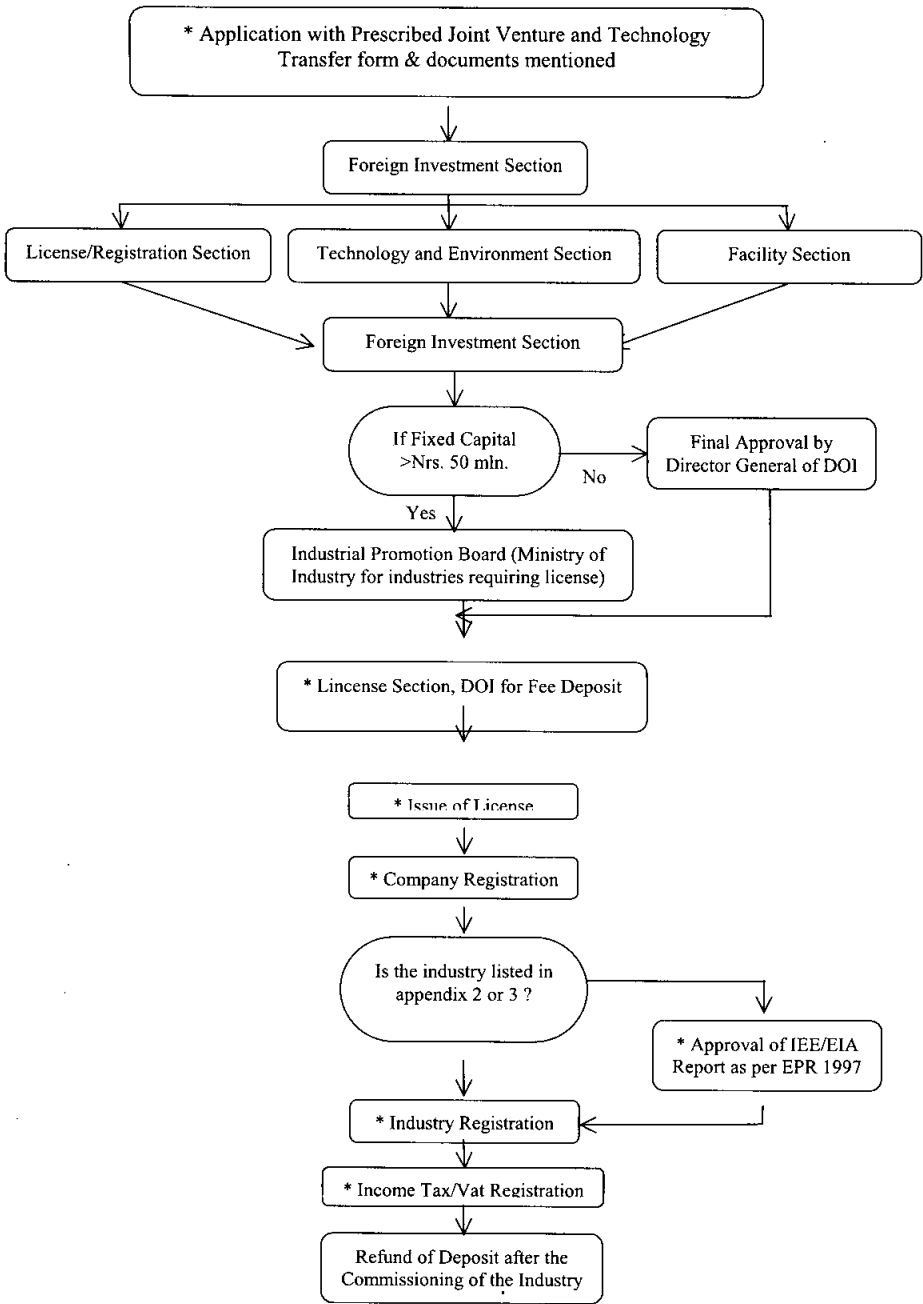 * Application with Prescribed Joint Venture and Technology
Transfer form & documents mentioned
Foreign Investment Section
License/Registration Section
Technology and Environment Section
Facility Section
Foreign Investment Section
If Fixed Capital
>Nrs. 50 mln.
No
Final Approval by
Director General of DOI
Yes
Industrial Promotion Board (Ministry of
Industry for industries requiring license)
* Lincense Section, DOI for Fee Deposit
* Issue of License
* Company Registration
Is the industry listed in
appendix 2 or 3 ?
* Approval of IEE/EIA
Report as per EPR 1997
* Industry Registration
* Income Tax/Vat Registration
Refund of Deposit after the
Commissioning of the Industry